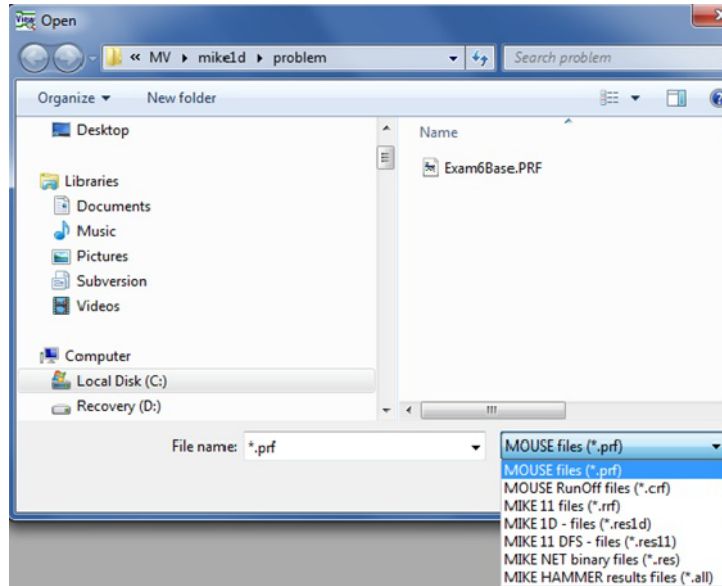 View Open
« MV ▸ mike1d ▸ problem
Search problem
Organize
New folder
Desktop
Libraries
Documents
Music
Pictures
Subversion
Videos
Computer
Local Disk (C:)
Recovery (D:)
Name
Exam6Base.PRF
File name: *.prf
MOUSE files (*.prf)
MOUSE files (*.prf)
MOUSE RunOff files (*.crf)
MIKE 11 files (*.rrf)
MIKE 1D - files (*.res1d)
MIKE 11 DFS - files (*.res11)
MIKE NET binary files (*.res)
MIKE HAMMER results files (*.all)